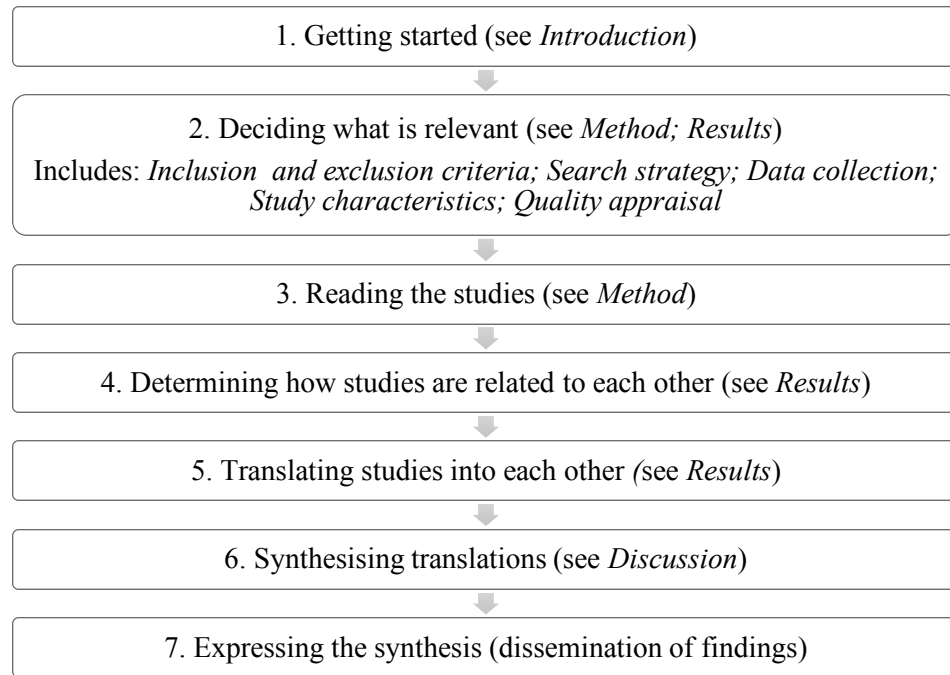 1. Getting started (see Introduction)
2. Deciding what is relevant (see Method; Results)
Includes: Inclusion and exclusion criteria; Search strategy; Data collection;
Study characteristics; Quality appraisal
3. Reading the studies (see Method)
4. Determining how studies are related to each other (see Results)
5. Translating studies into each other (see Results)
6. Synthesising translations (see Discussion)
7. Expressing the synthesis (dissemination of findings)